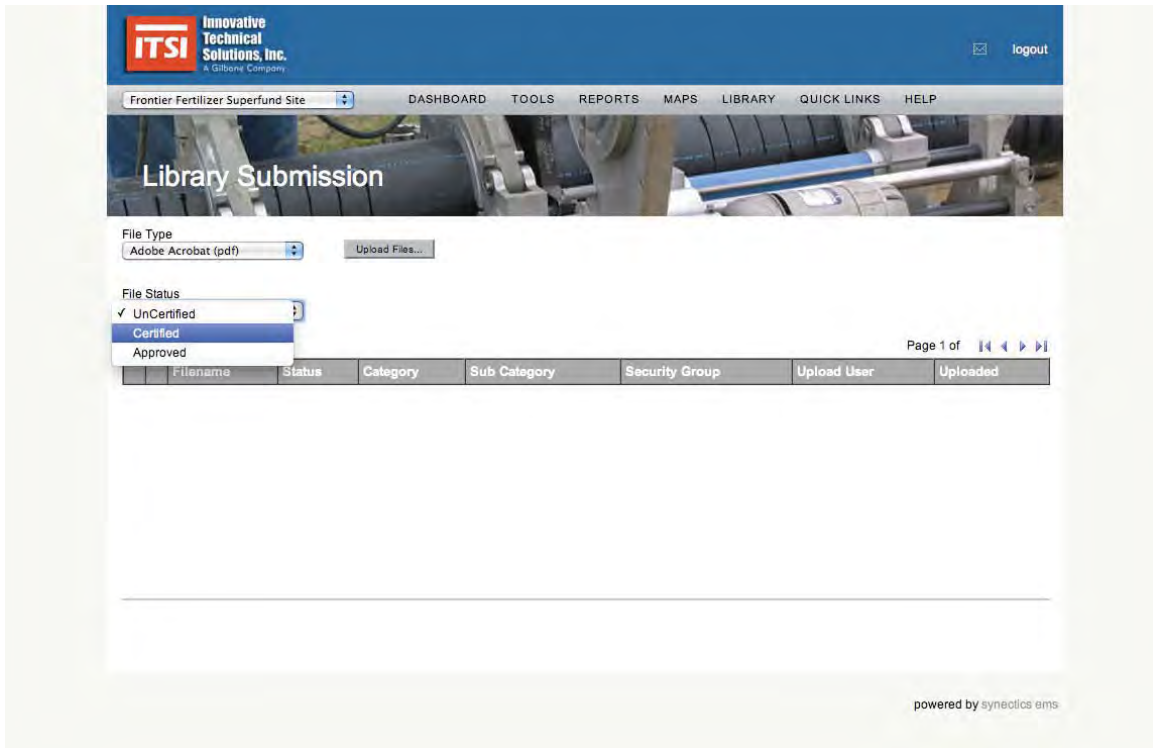 ITSI
Innovative
Technical
Solutions, Inc.
A Gilbane Company
logout
Frontier Fertilizer Superfund Site
DASHBOARD TOOLS REPORTS MAPS LIBRARY QUICK LINKS HELP
Library Submission
File Type
Adobe Acrobat (pdf)
Upload Files...
File Status
✓ UnCertified
Certified
Approved
Page 1 of
Filename Status Category Sub Category Security Group Upload User Uploaded
powered by synectics ems